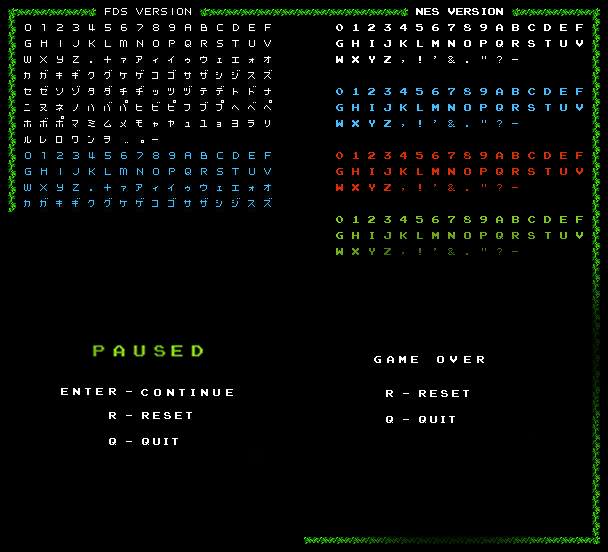 FDS VERSION
0 1 2 3 4 5 6 7 8 9 A B C D E F
G H I J K L M N O P Q R S T U V
W X Y Z . + ァ ア ィ イ ゥ ウ ェ エ ォ オ
カ ガ キ ギ ク グ ケ ゲ コ ゴ サ ザ シ ジ ス ズ
セ ゼ ソ ゾ タ ダ チ ヂ ッ ツ ヅ テ デ ト ド ナ
ニ ヌ ネ ノ ハ バ パ ヒ ビ ピ フ ブ プ ヘ ベ ペ
ホ ボ ポ マ ミ ム メ モ ャ ヤ ュ ユ ョ ヨ ラ リ
ル レ ロ ワ ン ヲ 。 -
0 1 2 3 4 5 6 7 8 9 A B C D E F
G H I J K L M N O P Q R S T U V
W X Y Z . + ァ ア ィ イ ゥ ウ ェ エ ォ オ
カ ガ キ ギ ク グ ケ ゲ コ ゴ サ ザ シ ジ ス ズ
NES VERSION
0 1 2 3 4 5 6 7 8 9 A B C D E F
G H I J K L M N O P Q R S T U V
W X Y Z , ! ' & . " ? -
0 1 2 3 4 5 6 7 8 9 A B C D E F
G H I J K L M N O P Q R S T U V
W X Y Z , ! ' & . " ? -
0 1 2 3 4 5 6 7 8 9 A B C D E F
G H I J K L M N O P Q R S T U V
W X Y Z , ! ' & . " ? -
0 1 2 3 4 5 6 7 8 9 A B C D E F
G H I J K L M N O P Q R S T U V
W X Y Z , ! ' & . " ? -
PAUSED
ENTER - CONTINUE
R - RESET
Q - QUIT
GAME OVER
R - RESET
Q - QUIT